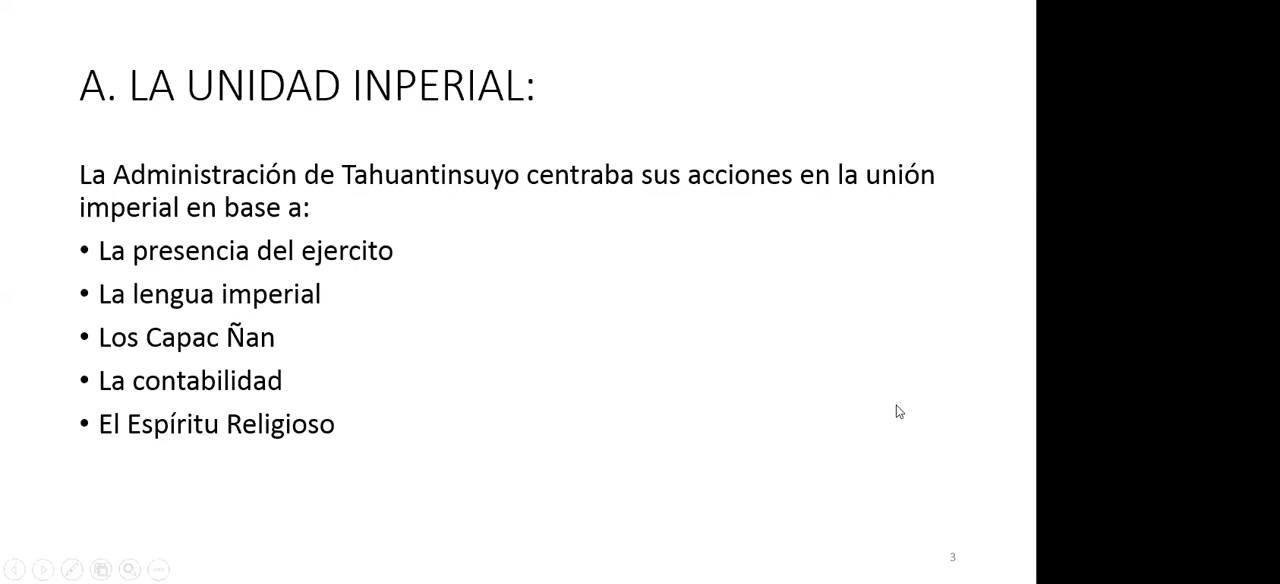 A. LA UNIDAD INPERIAL:
La Administración de Tahuantinsuyo centraba sus acciones en la unión
imperial en base a:
• La presencia del ejercito
• La lengua imperial
• Los Capac Ñan
• La contabilidad
• El Espíritu Religioso
3